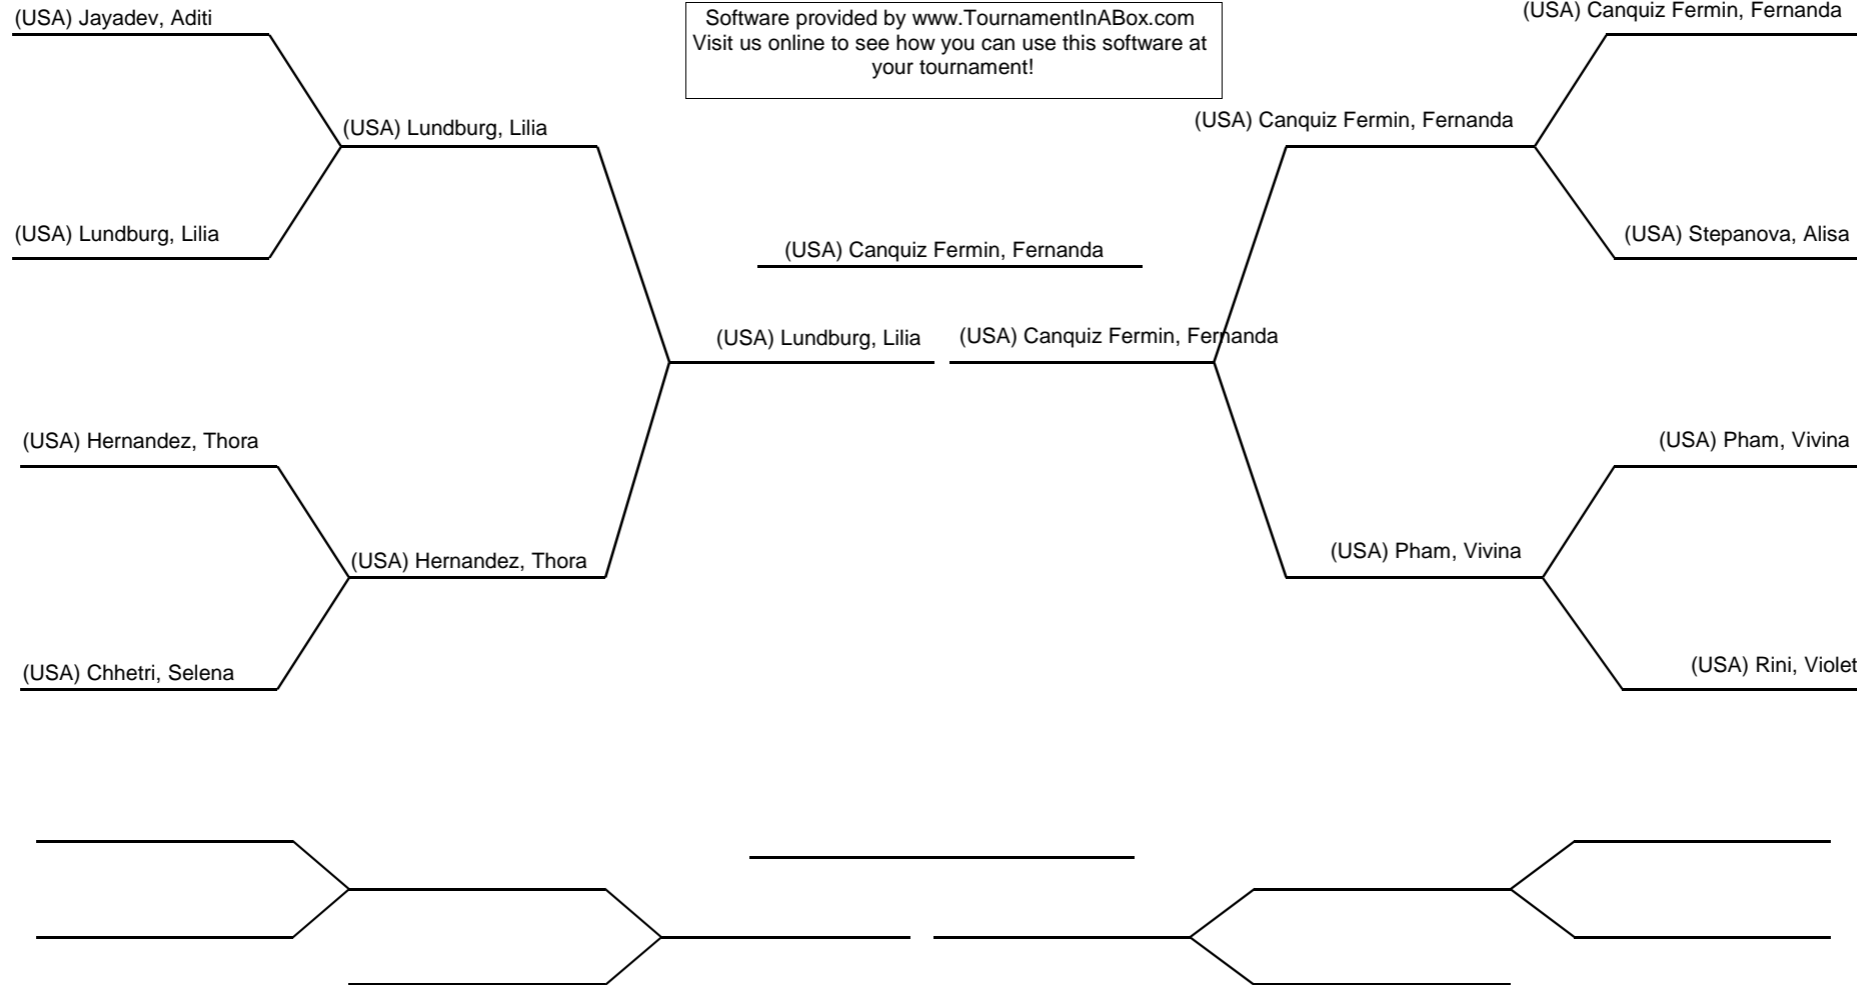 (USA) Jayadev, Aditi
Software provided by www.TournamentInABox.com
Visit us online to see how you can use this software at
your tournament!
(USA) Canquiz Fermin, Fernanda
(USA) Lundburg, Lilia
(USA) Canquiz Fermin, Fernanda
(USA) Lundburg, Lilia
(USA) Canquiz Fermin, Fernanda
(USA) Stepanova, Alisa
(USA) Lundburg, Lilia
(USA) Canquiz Fermin, Fernanda
(USA) Hernandez, Thora
(USA) Pham, Vivina
(USA) Hernandez, Thora
(USA) Pham, Vivina
(USA) Chhetri, Selena
(USA) Rini, Violet